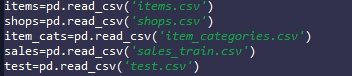 items=pd.read_csv('items.csv')
shops=pd.read_csv('shops.csv')
item_cats=pd.read_csv('item_categories.csv')
sales=pd.read_csv('sales_train.csv')
test=pd.read_csv('test.csv')